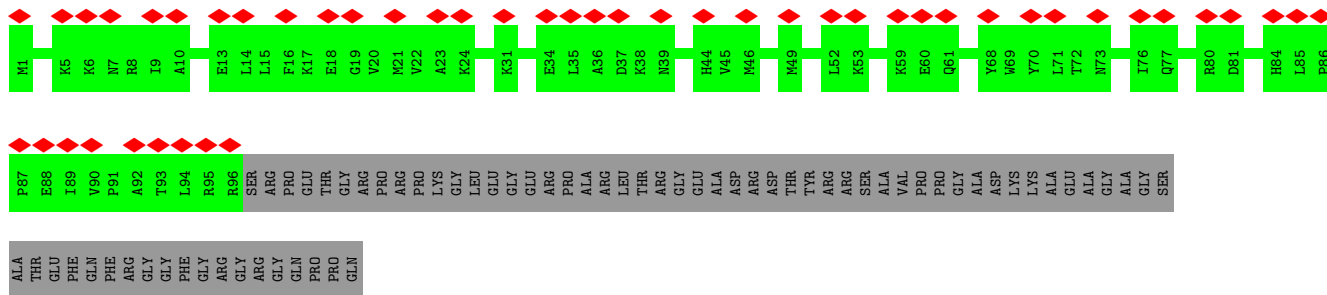 M1 K5 K6 N7 R8 I9 A10 E13 L14 L15 F16 K17 E18 G19 V20 M21 V22 A23 K24 K31 E34 L35 A36 D37 K38 N39 H44 V45 M46 M49 L52 K53 K59 E60 Q61 Y68 W69 Y70 L71 T72 N73 I76 Q77 R80 D81 H84 L85 P86
P87 E88 I89 V90 P91 A92 T93 L94 R95 R96 SER ARG PRO GLU THR GLY ARG PRO ARG PRO LYS GLY LEU GLU GLY GLU ARG PRO ALA ARG LEU THR ARG GLY GLU ALA ASP ARG ASP THR TYR ARG ARG SER ALA VAL PRO PRO GLY ALA ASP LYS LYS ALA GLU ALA GLY ALA GLY SER
ALA THR GLU PHE GLN PHE ARG GLY GLY PHE GLY ARG GLY ARG GLY GLN PRO PRO GLN